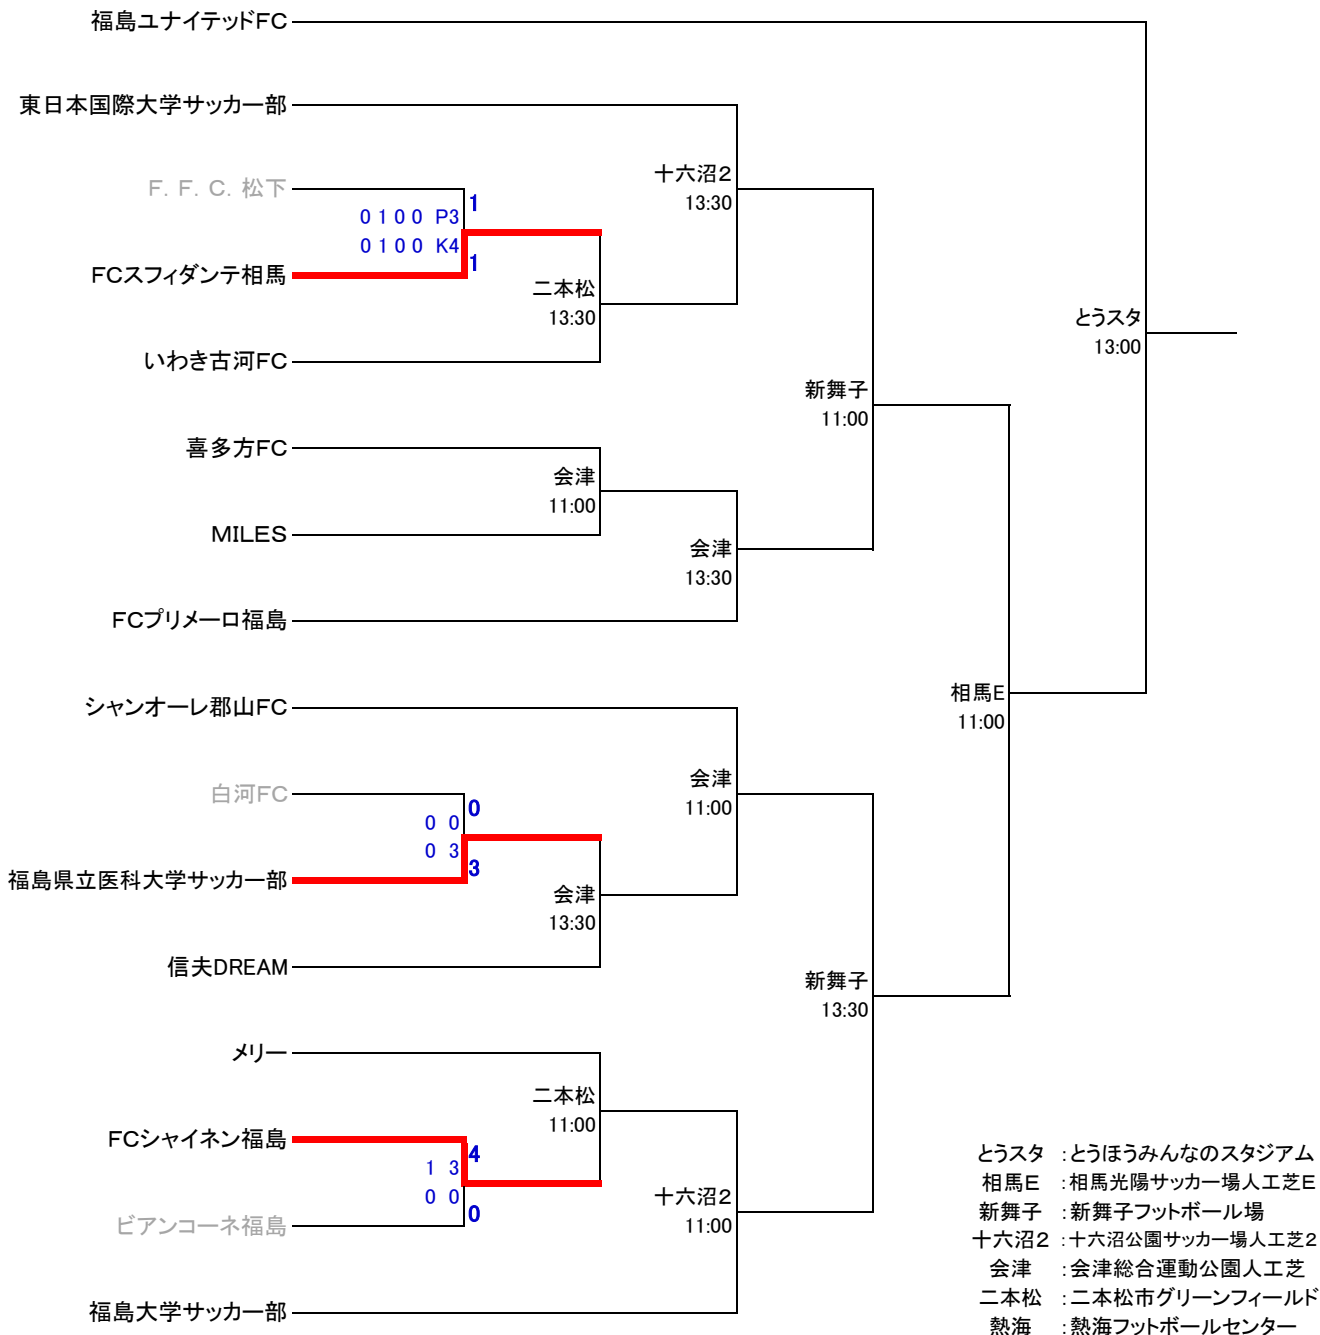 福島ユナイテッドFC
東日本国際大学サッカー部
十六沼2
13:30
F. F. C. 松下
1
0 1 0 0 P3
0 1 0 0 K4
1
FCスフィダンテ相馬
二本松
13:30
とうスタ
13:00
いわき古河FC
新舞子
11:00
喜多方FC
会津
11:00
MILES
会津
13:30
FCプリメーロ福島
相馬E
11:00
シャンオーレ郡山FC
会津
11:00
白河FC
0
0 0
0 3
3
福島県立医科大学サッカー部
会津
13:30
信夫DREAM
新舞子
13:30
メリー
二本松
11:00
FCシャイネン福島
4
1 3
0 0
0
ビアンコーネ福島
十六沼2
11:00
福島大学サッカー部
とうスタ :とうほうみんなのスタジアム
相馬E :相馬光陽サッカー場人工芝E
新舞子 :新舞子フットボール場
十六沼2 :十六沼公園サッカー場人工芝2
会津 :会津総合運動公園人工芝
二本松 :二本松市グリーンフィールド
熱海 :熱海フットボールセンター